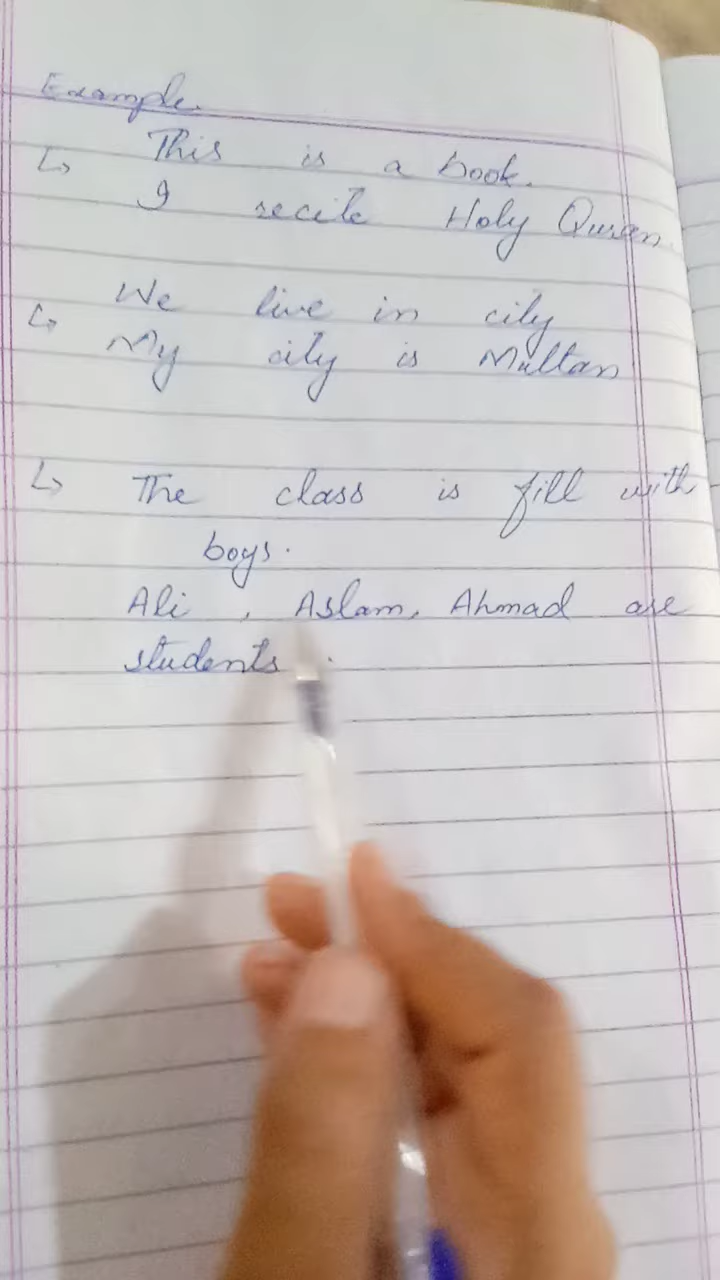 Example.
↳ This is a book.
I recite Holy Quran.
↳ We live in city
My city is Multan
↳ The class is fill with
boys.
Ali , Aslam, Ahmad are
students .